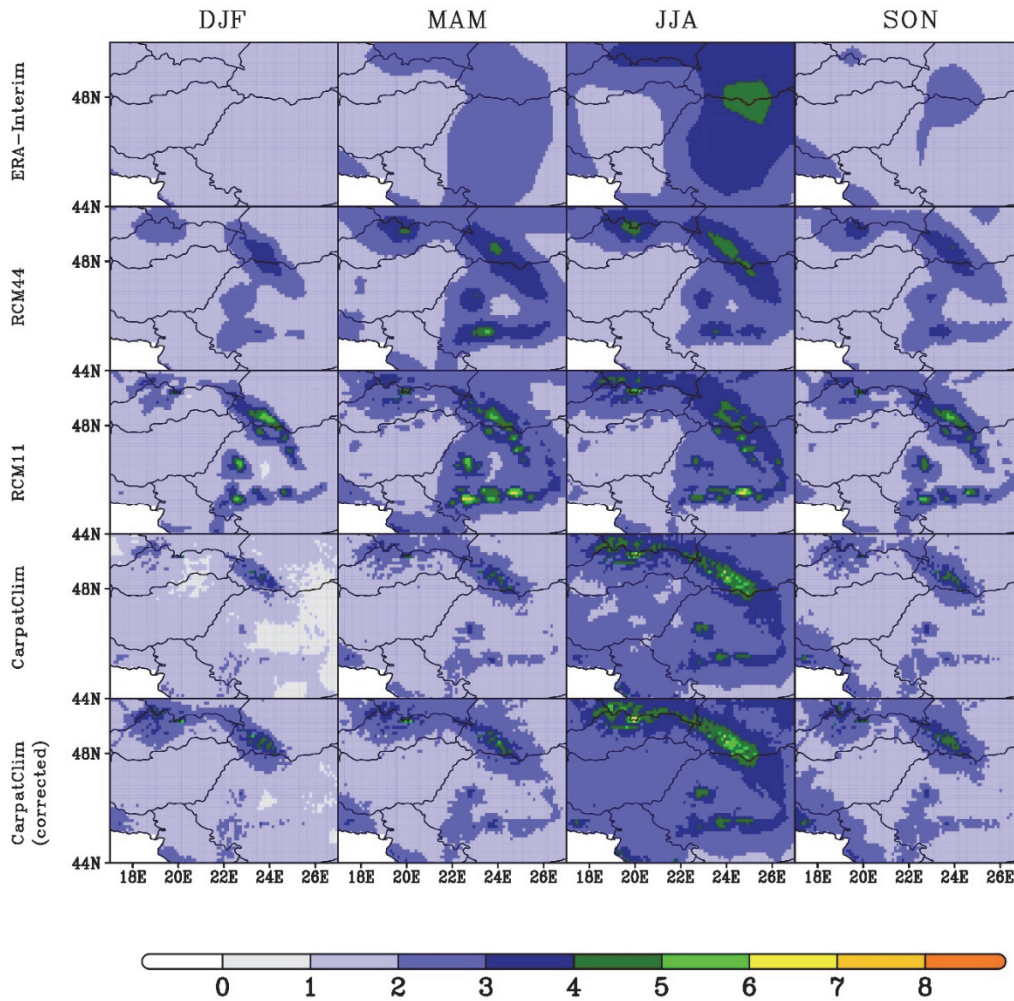 DJF MAM JJA SON
ERA-Interim
48N
44N
RCM44
48N
44N
RCM11
48N
44N
CarpatClim
48N
44N
CarpatClim
(corrected)
48N
44N
18E 20E 22E 24E 26E 18E 20E 22E 24E 26E 18E 20E 22E 24E 26E 18E 20E 22E 24E 26E
0 1 2 3 4 5 6 7 8